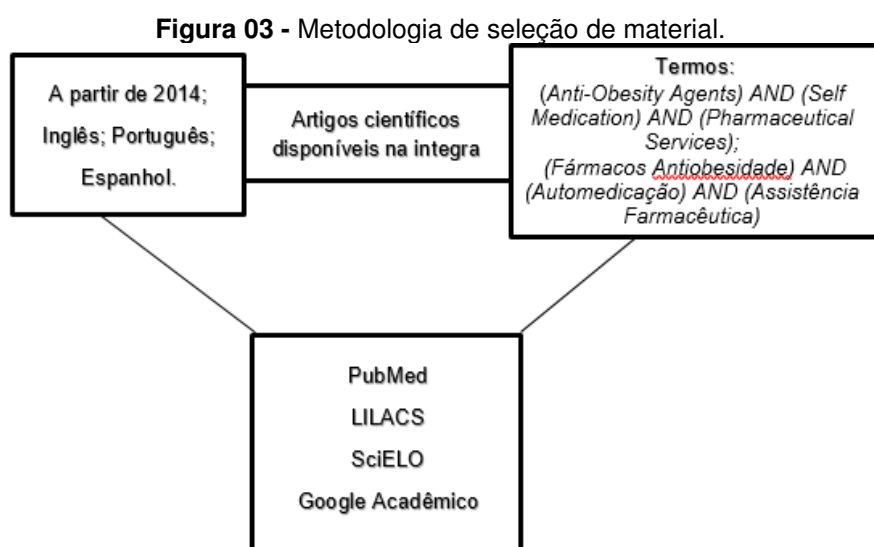 Figura 03 - Metodologia de seleção de material.
A partir de 2014;
Inglês; Português;
Espanhol.
Artigos científicos
disponíveis na integra
Termos:
(Anti-Obesity Agents) AND (Self
Medication) AND (Pharmaceutical
Services);
(Fármacos Antiobesidade) AND
(Automedicação) AND (Assistência
Farmacêutica)
PubMed
LILACS
SciELO
Google Acadêmico